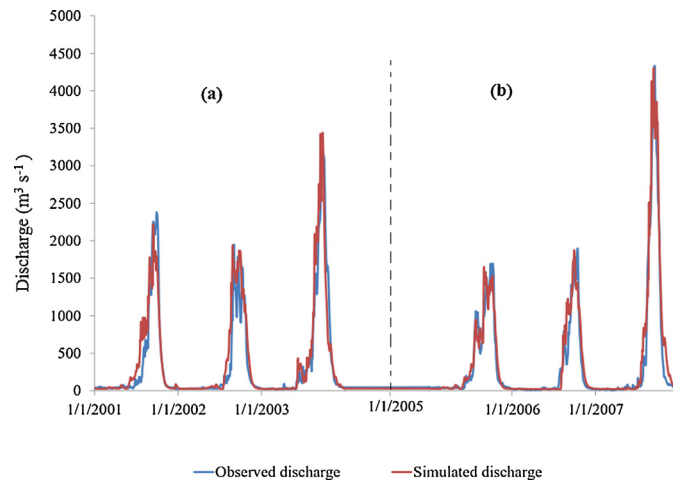 5000
4500
4000
3500
3000
2500
2000
1500
1000
500
0
Discharge (m³ s⁻¹)
(a)
(b)
1/1/2001 1/1/2002 1/1/2003 1/1/2005 1/1/2006 1/1/2007
Observed discharge Simulated discharge